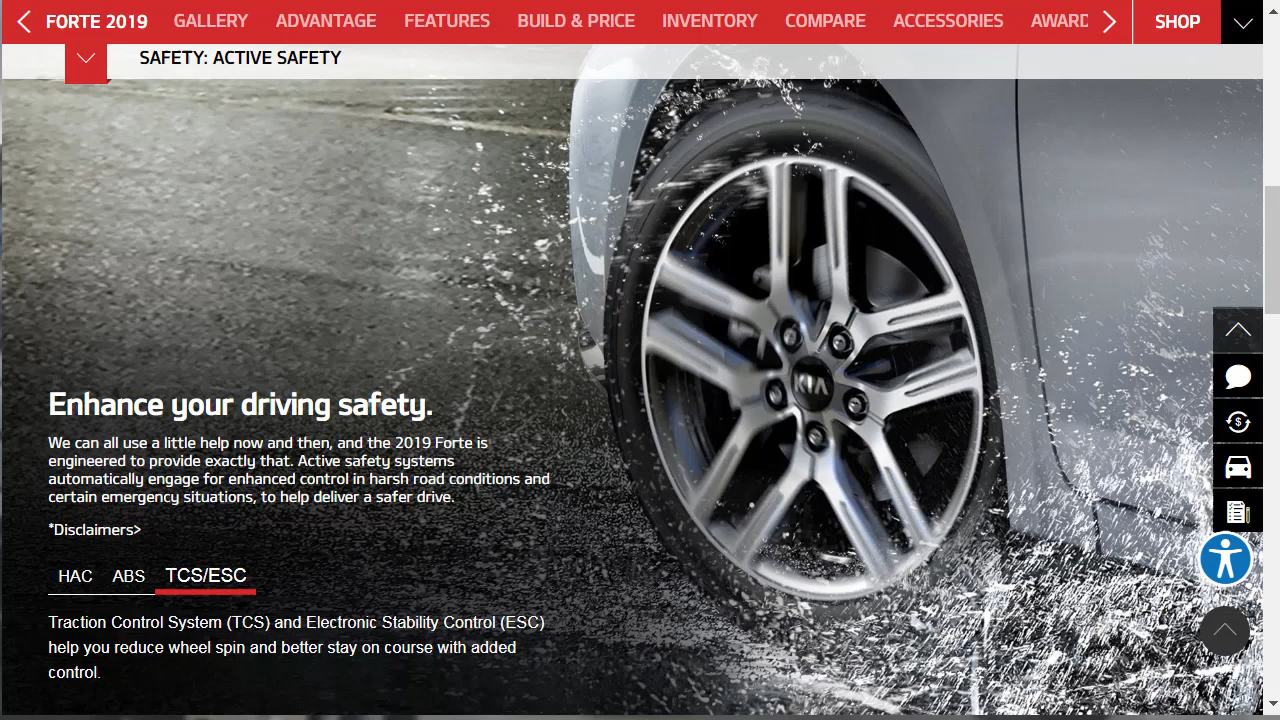 FORTE 2019 GALLERY ADVANTAGE FEATURES BUILD & PRICE INVENTORY COMPARE ACCESSORIES AWARD SHOP
SAFETY: ACTIVE SAFETY
KIA
$
Enhance your driving safety.
We can all use a little help now and then, and the 2019 Forte is
engineered to provide exactly that. Active safety systems
automatically engage for enhanced control in harsh road conditions and
certain emergency situations, to help deliver a safer drive.
*Disclaimers>
HAC ABS TCS/ESC
Traction Control System (TCS) and Electronic Stability Control (ESC)
help you reduce wheel spin and better stay on course with added
control.